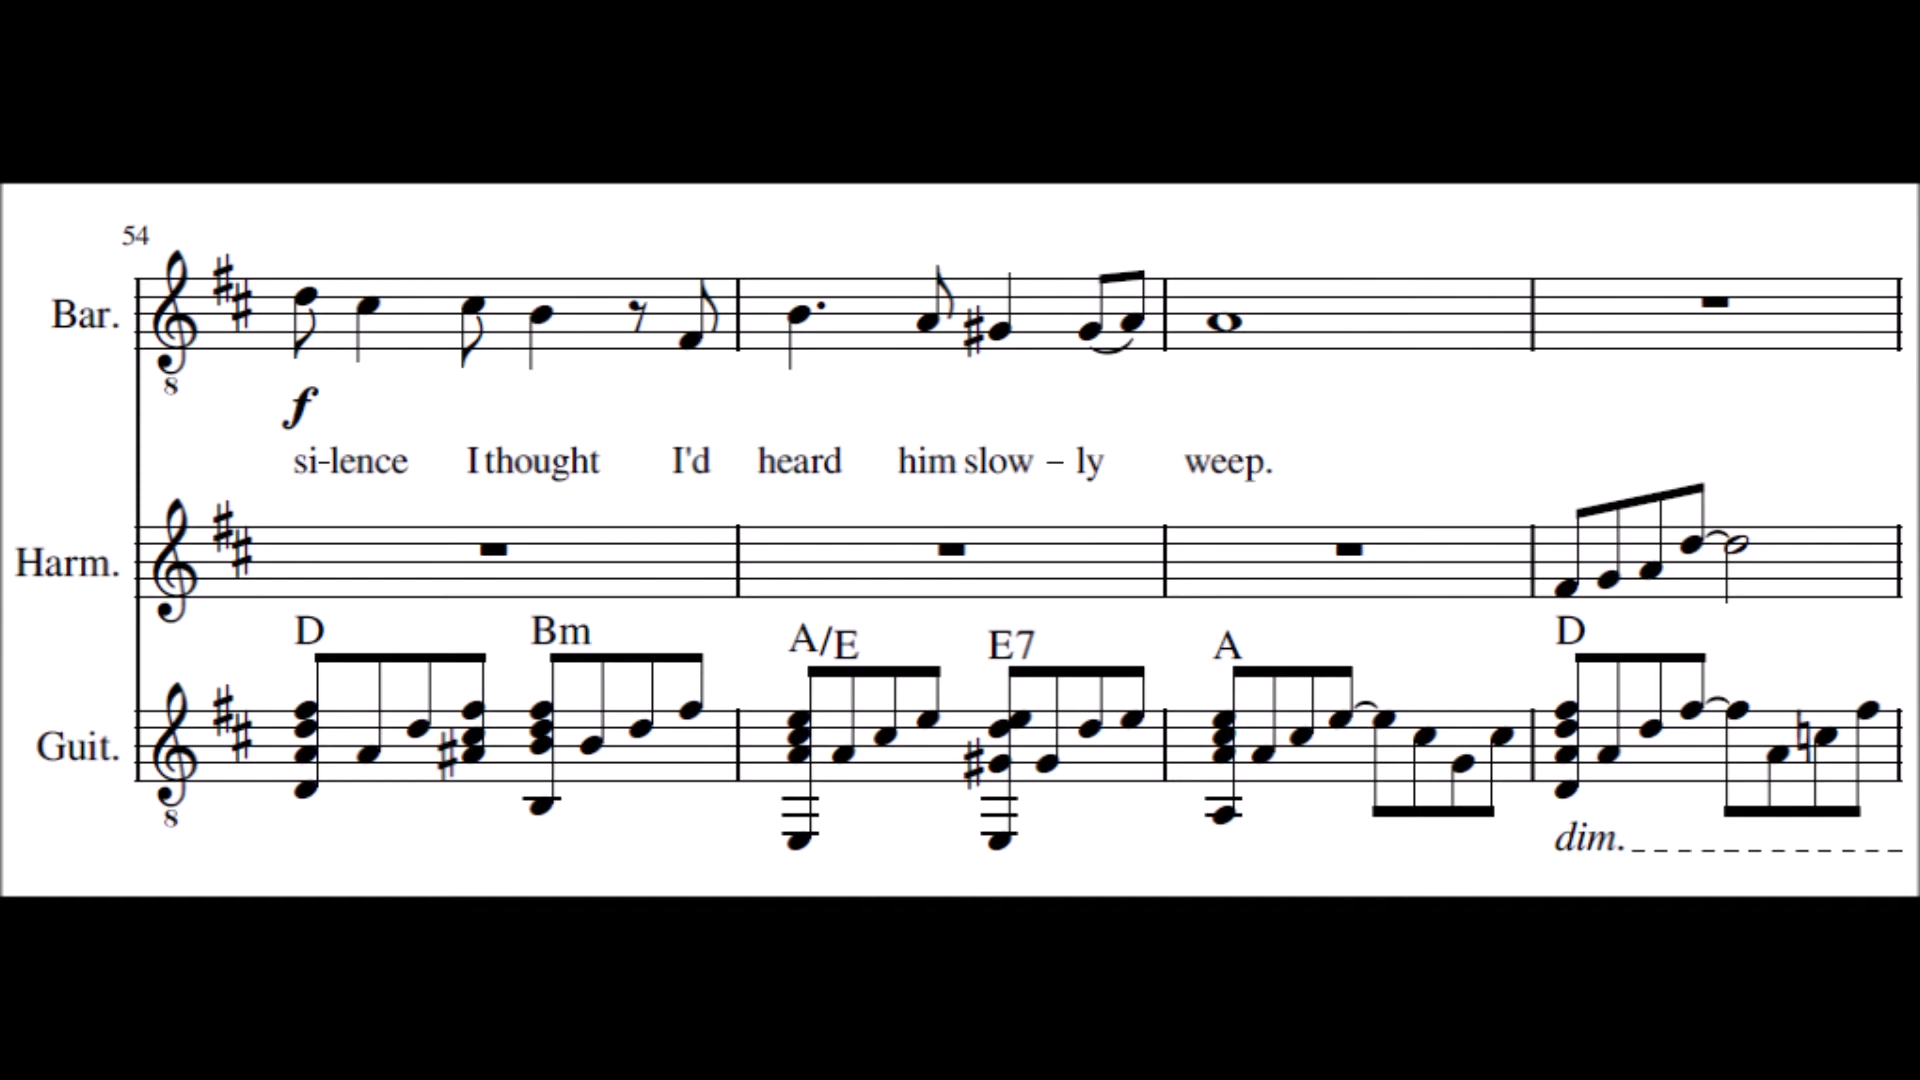 54
Bar.
8
f
si-lence I thought I'd heard him slow – ly weep.
Harm.
D Bm A/E E7 A D
Guit.
8
dim.